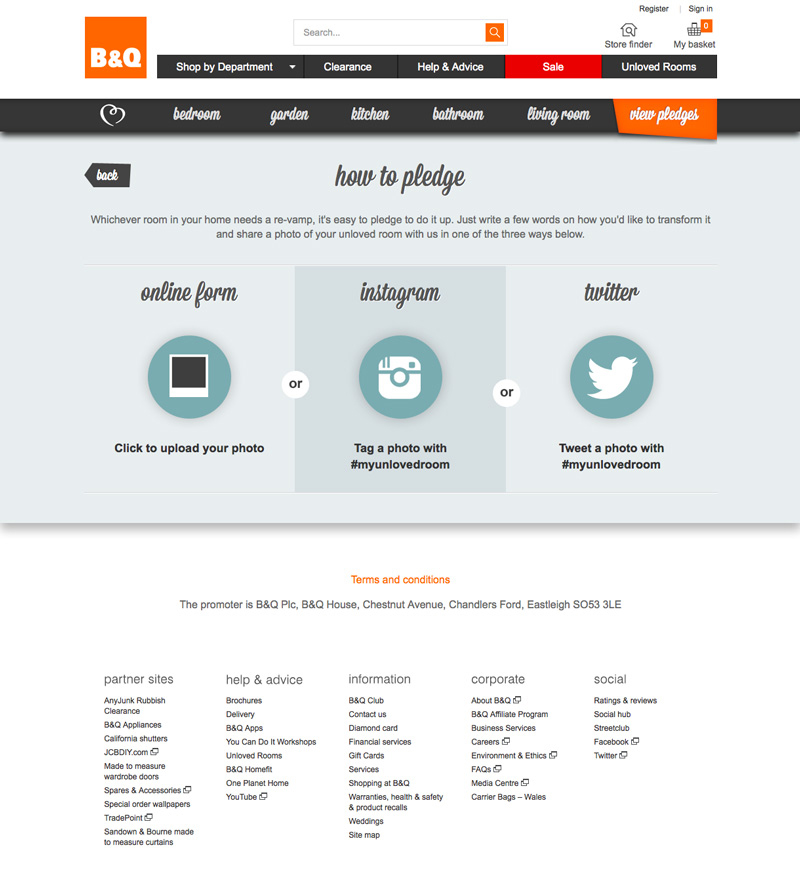 Register | Sign in
B&Q
Search...
0
Store finder
My basket
Shop by Department
Clearance
Help & Advice
Sale
Unloved Rooms
bedroom
garden
kitchen
bathroom
living room
view pledges
back
how to pledge
Whichever room in your home needs a re-vamp, it's easy to pledge to do it up. Just write a few words on how you'd like to transform it
and share a photo of your unloved room with us in one of the three ways below.
online form
Click to upload your photo
or
instagram
Tag a photo with
#myunlovedroom
or
twitter
Tweet a photo with
#myunlovedroom
Terms and conditions
The promoter is B&Q Plc, B&Q House, Chestnut Avenue, Chandlers Ford, Eastleigh SO53 3LE
partner sites
AnyJunk Rubbish
Clearance
B&Q Appliances
California shutters
JCBDIY.com
Made to measure
wardrobe doors
Spares & Accessories
Special order wallpapers
TradePoint
Sandown & Bourne made
to measure curtains
help & advice
Brochures
Delivery
B&Q Apps
You Can Do It Workshops
Unloved Rooms
B&Q Homefit
One Planet Home
YouTube
information
B&Q Club
Contact us
Diamond card
Financial services
Gift Cards
Services
Shopping at B&Q
Warranties, health & safety
& product recalls
Weddings
Site map
corporate
About B&Q
B&Q Affiliate Program
Business Services
Careers
Environment & Ethics
FAQs
Media Centre
Carrier Bags – Wales
social
Ratings & reviews
Social hub
Streetclub
Facebook
Twitter